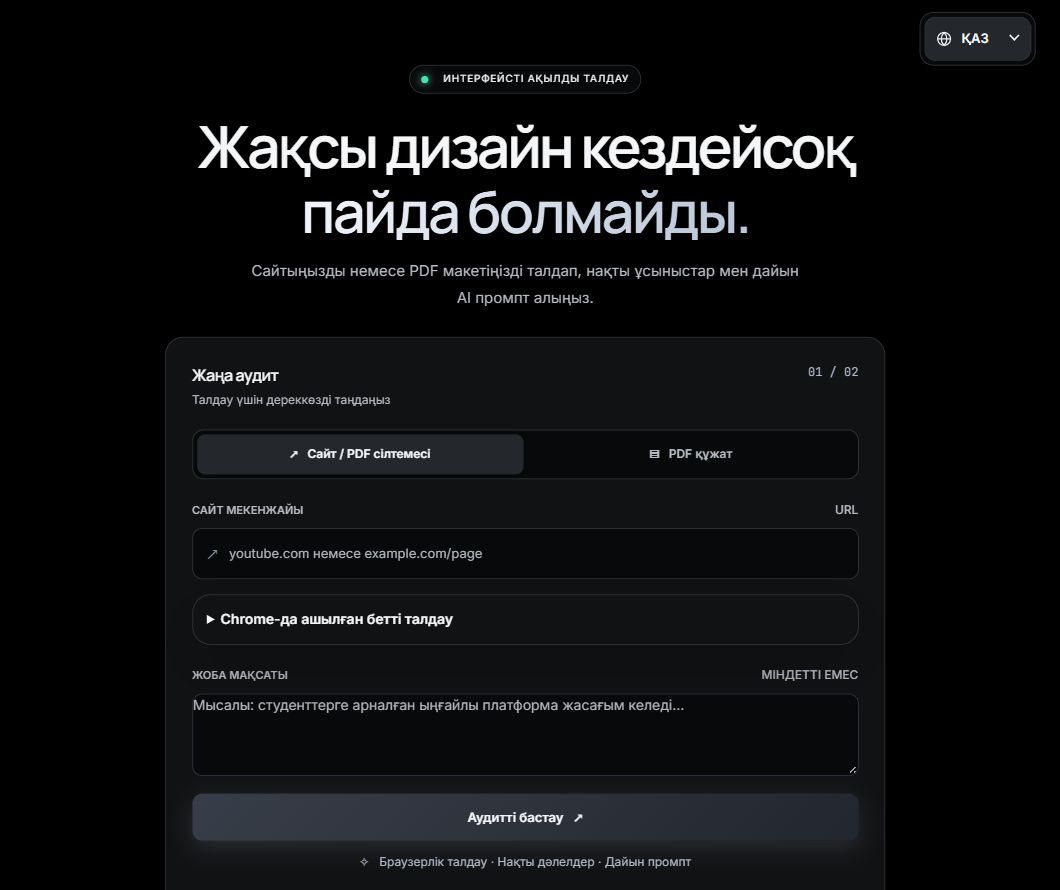 ҚАЗ
ИНТЕРФЕЙСТІ АҚЫЛДЫ ТАЛДАУ
Жақсы дизайн кездейсоқ
пайда болмайды.
Сайтыңызды немесе PDF макетіңізді талдап, нақты ұсыныстар мен дайын
AI промпт алыңыз.
Жаңа аудит
01 / 02
Талдау үшін дереккөзді таңдаңыз
Сайт / PDF сілтемесі
PDF құжат
САЙТ МЕКЕНЖАЙЫ
URL
youtube.com немесе example.com/page
Chrome-да ашылған бетті талдау
ЖОБА МАҚСАТЫ
МІНДЕТТІ ЕМЕС
Мысалы: студенттерге арналған ыңғайлы платформа жасағым келеді...
Аудитті бастау
Браузерлік талдау · Нақты дәлелдер · Дайын промпт